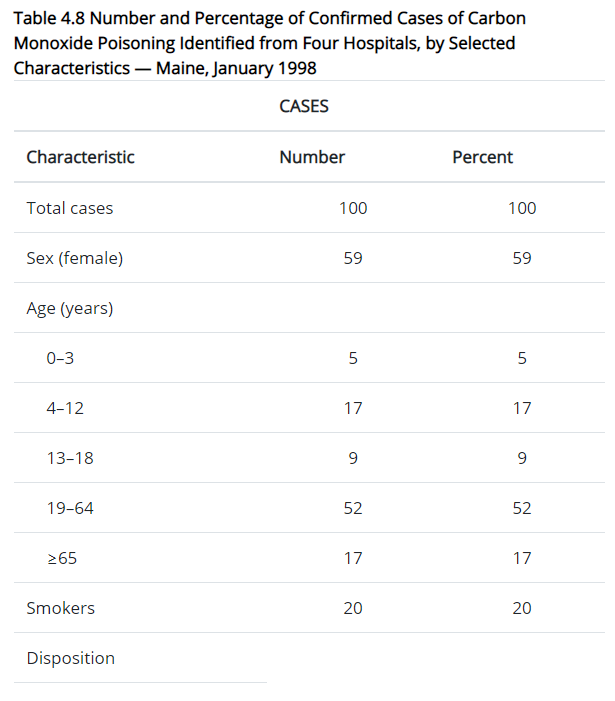 Table 4.8 Number and Percentage of Confirmed Cases of Carbon
Monoxide Poisoning Identified from Four Hospitals, by Selected
Characteristics — Maine, January 1998
CASES
Characteristic Number Percent
Total cases 100 100
Sex (female) 59 59
Age (years)
0–3 5 5
4–12 17 17
13–18 9 9
19–64 52 52
≥65 17 17
Smokers 20 20
Disposition